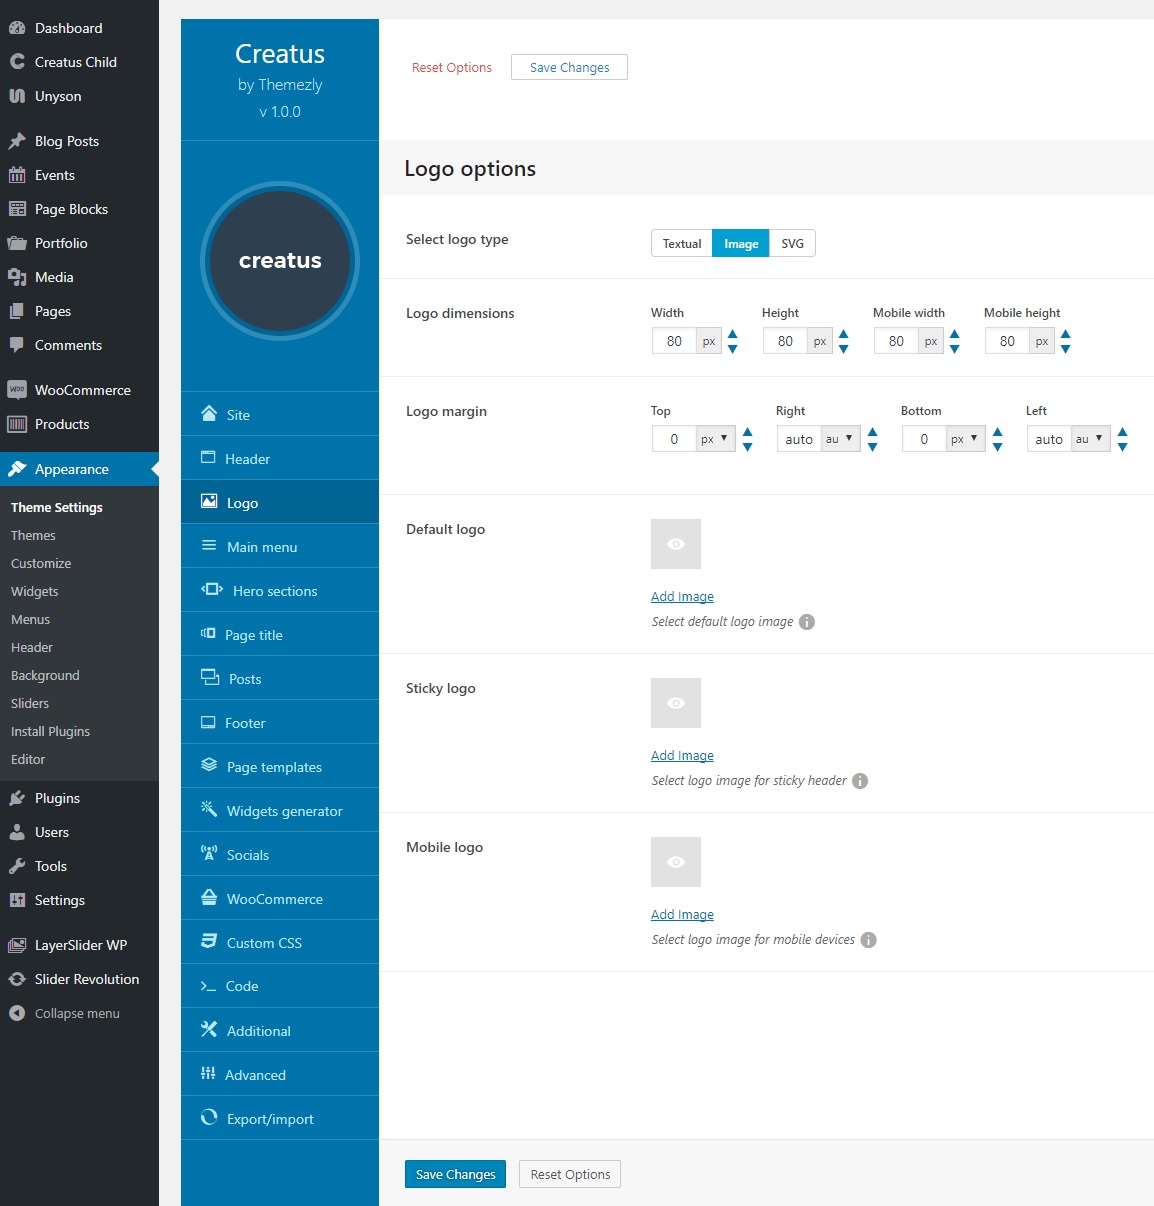 Dashboard
Creatus Child
Unyson
Blog Posts
Events
Page Blocks
Portfolio
Media
Pages
Comments
WOO
WooCommerce
Products
Appearance
Theme Settings
Themes
Customize
Widgets
Menus
Header
Background
Sliders
Install Plugins
Editor
Plugins
Users
Tools
Settings
LayerSlider WP
Slider Revolution
Collapse menu
Creatus
by Themezly
v 1.0.0
creatus
Site
Header
Logo
Main menu
Hero sections
Page title
Posts
Footer
Page templates
Widgets generator
Socials
WooCommerce
Custom CSS
Code
Additional
Advanced
Export/import
Reset Options Save Changes
Logo options
Select logo type Textual Image SVG
Logo dimensions
Width Height Mobile width Mobile height
80 px 80 px 80 px 80 px
Logo margin
Top Right Bottom Left
0 px auto au 0 px auto au
Default logo
Add Image
Select default logo image
Sticky logo
Add Image
Select logo image for sticky header
Mobile logo
Add Image
Select logo image for mobile devices
Save Changes Reset Options